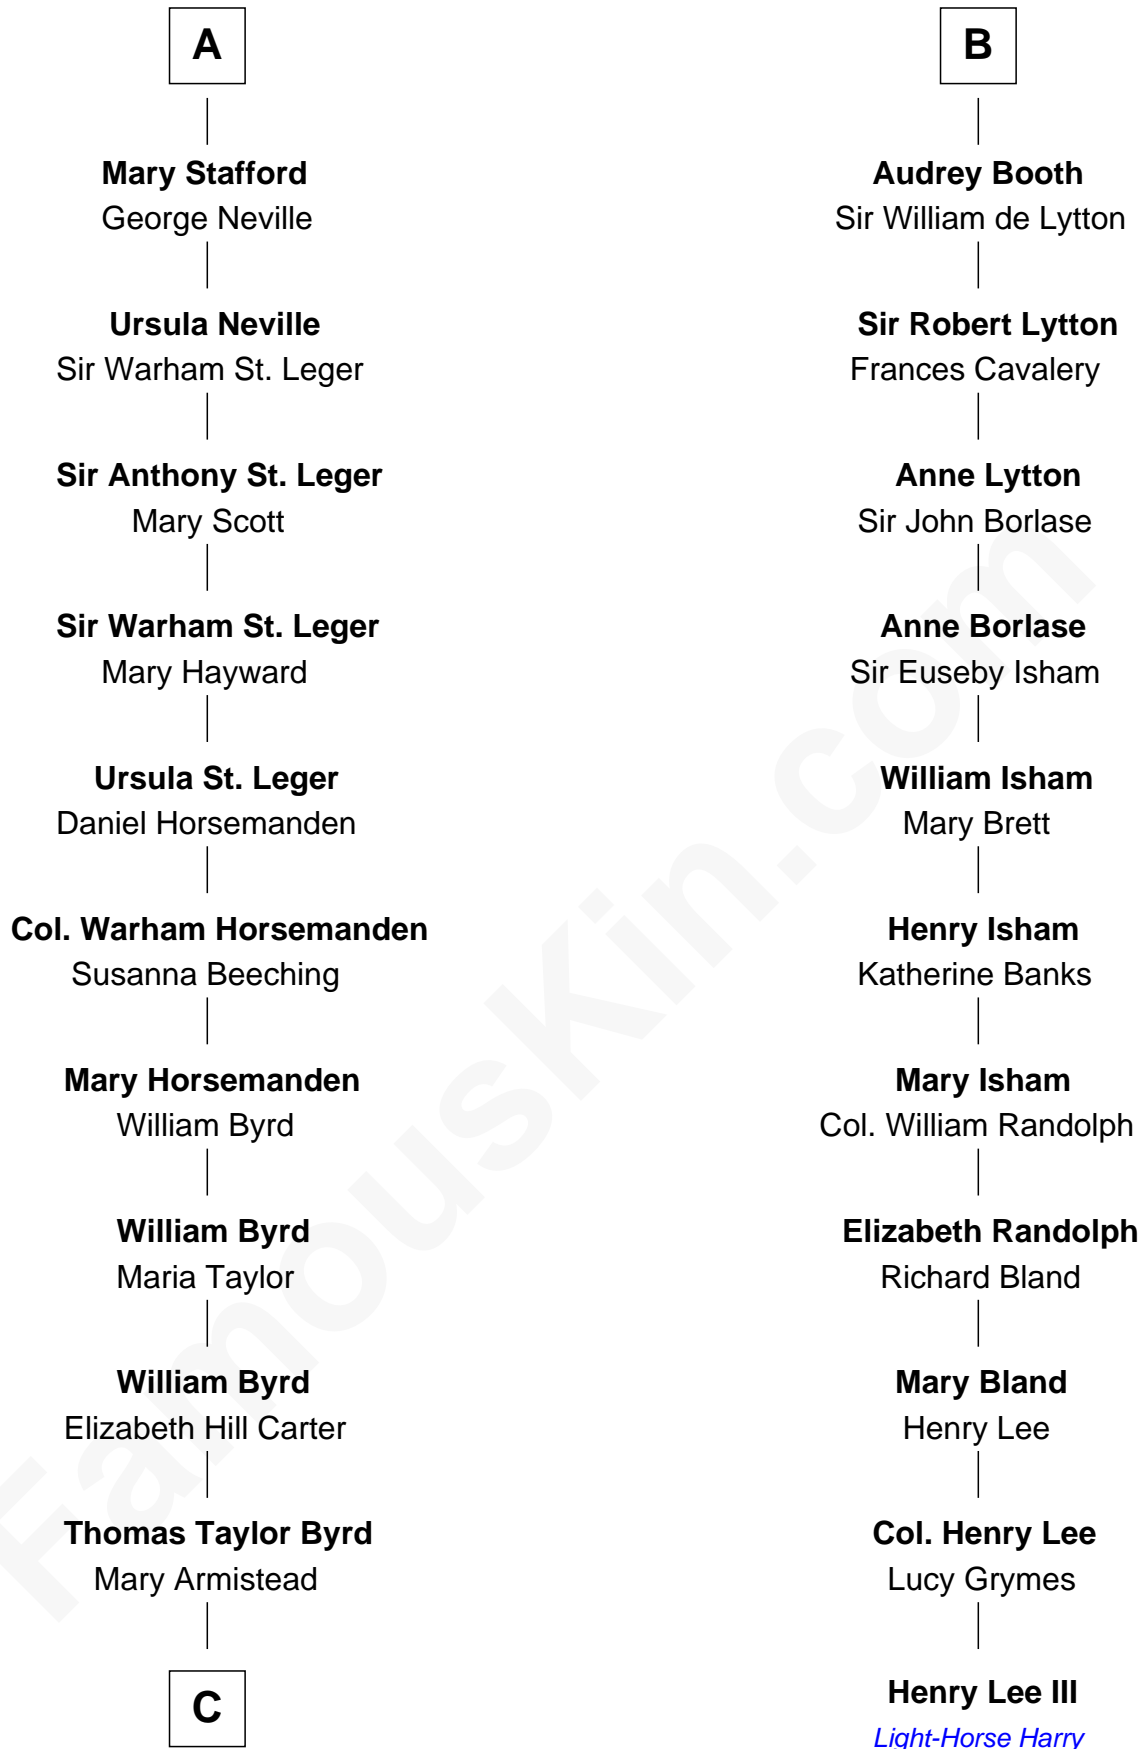 A
Mary Stafford
George Neville
Ursula Neville
Sir Warham St. Leger
Sir Anthony St. Leger
Mary Scott
Sir Warham St. Leger
Mary Hayward
Ursula St. Leger
Daniel Horsemanden
Col. Warham Horsemanden
Susanna Beeching
Mary Horsemanden
William Byrd
William Byrd
Maria Taylor
William Byrd
Elizabeth Hill Carter
Thomas Taylor Byrd
Mary Armistead
C
B
Audrey Booth
Sir William de Lytton
Sir Robert Lytton
Frances Cavalery
Anne Lytton
Sir John Borlase
Anne Borlase
Sir Euseby Isham
William Isham
Mary Brett
Henry Isham
Katherine Banks
Mary Isham
Col. William Randolph
Elizabeth Randolph
Richard Bland
Mary Bland
Henry Lee
Col. Henry Lee
Lucy Grymes
Henry Lee III
Light-Horse Harry
FamousKin.com